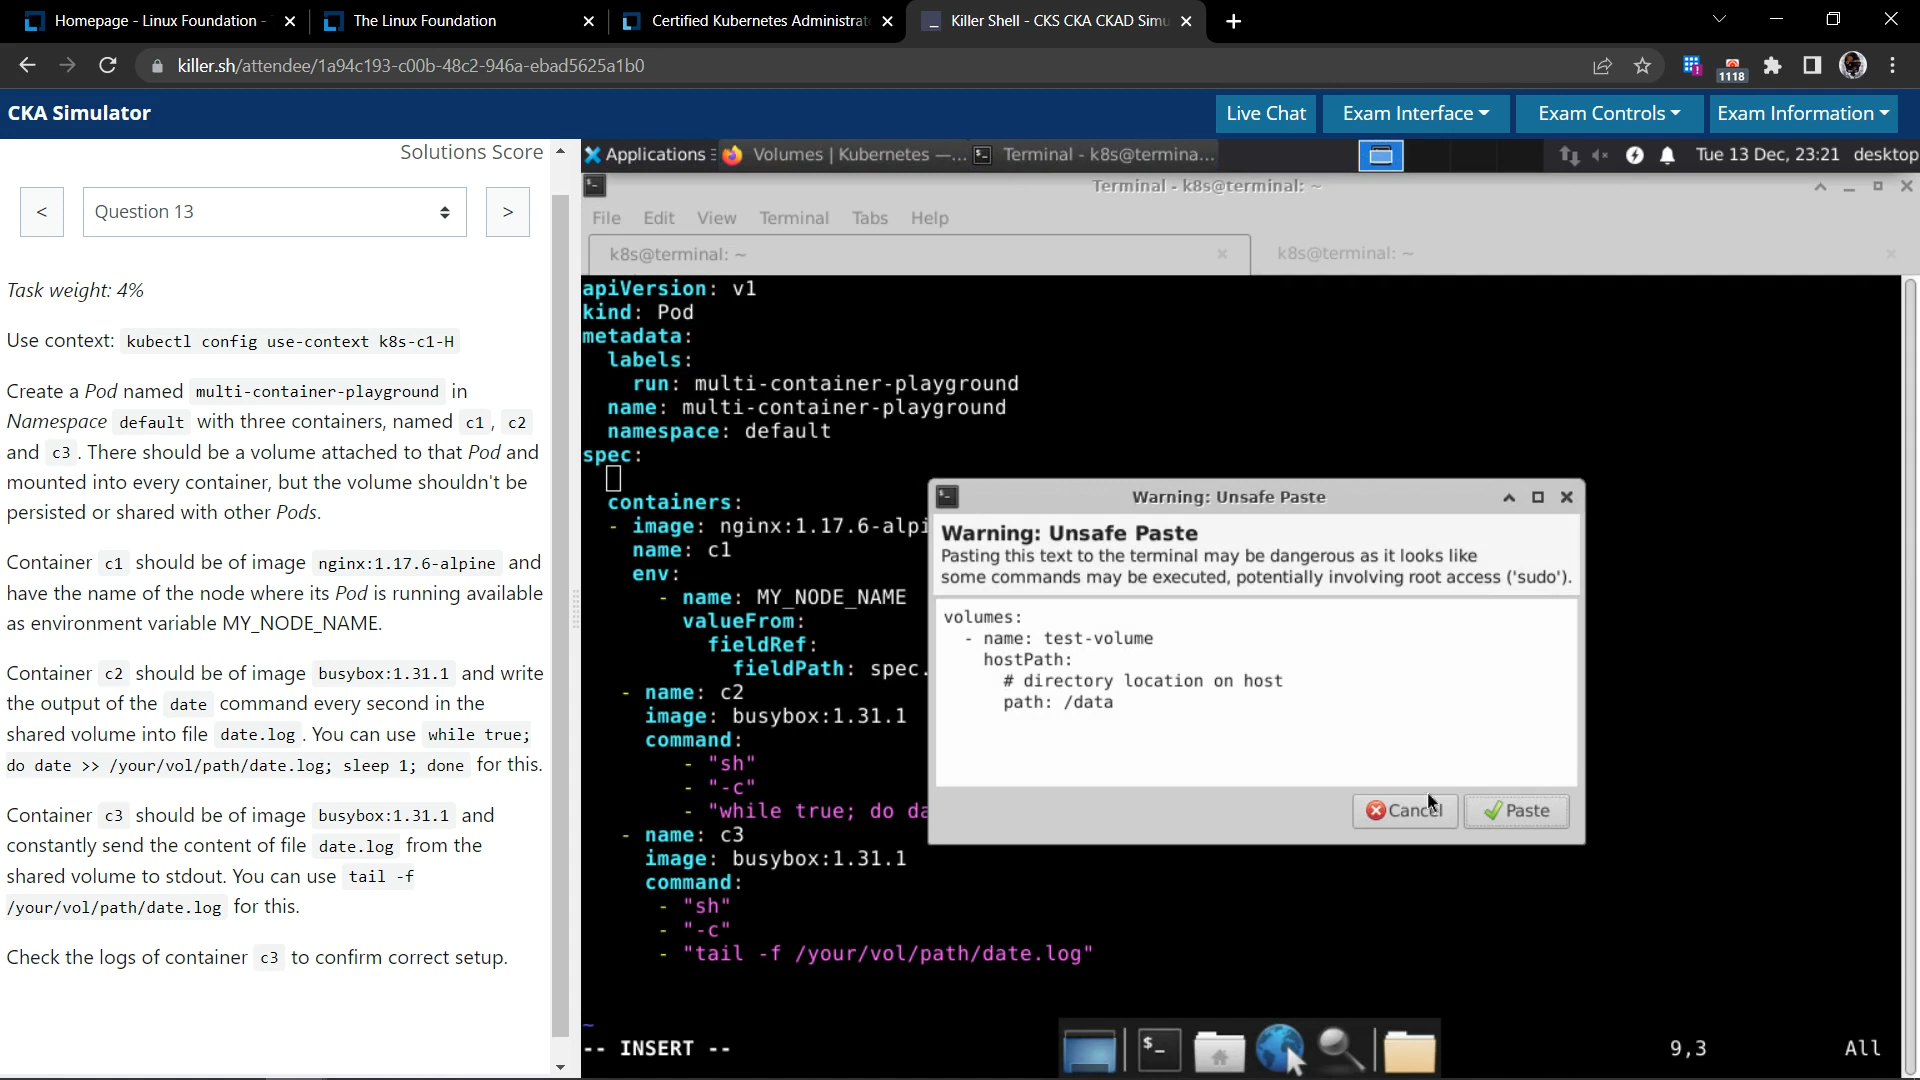 Homepage - Linux Foundation -
The Linux Foundation
Certified Kubernetes Administrat
Killer Shell - CKS CKA CKAD Simu
killer.sh/attendee/1a94c193-c00b-48c2-946a-ebad5625a1b0
1118
CKA Simulator
Live Chat
Exam Interface
Exam Controls
Exam Information
Solutions Score
<
Question 13
>
Task weight: 4%
Use context: kubectl config use-context k8s-c1-H
Create a Pod named multi-container-playground in
Namespace default with three containers, named c1 , c2
and c3 . There should be a volume attached to that Pod and
mounted into every container, but the volume shouldn't be
persisted or shared with other Pods.
Container c1 should be of image nginx:1.17.6-alpine and
have the name of the node where its Pod is running available
as environment variable MY_NODE_NAME.
Container c2 should be of image busybox:1.31.1 and write
the output of the date command every second in the
shared volume into file date.log . You can use while true;
do date >> /your/vol/path/date.log; sleep 1; done for this.
Container c3 should be of image busybox:1.31.1 and
constantly send the content of file date.log from the
shared volume to stdout. You can use tail -f
/your/vol/path/date.log for this.
Check the logs of container c3 to confirm correct setup.
Applications
Volumes | Kubernetes —...
Terminal - k8s@termina...
Tue 13 Dec, 23:21 desktop
Terminal - k8s@terminal: ~
File Edit View Terminal Tabs Help
k8s@terminal: ~
k8s@terminal: ~
apiVersion: v1
kind: Pod
metadata:
  labels:
    run: multi-container-playground
  name: multi-container-playground
  namespace: default
spec:
  containers:
  - image: nginx:1.17.6-alpi
    name: c1
    env:
      - name: MY_NODE_NAME
        valueFrom:
          fieldRef:
            fieldPath: spec.
   - name: c2
     image: busybox:1.31.1
     command:
        - "sh"
        - "-c"
        - "while true; do da
   - name: c3
     image: busybox:1.31.1
     command:
      - "sh"
      - "-c"
      - "tail -f /your/vol/path/date.log"
~
-- INSERT --
9,3
All
Warning: Unsafe Paste
Warning: Unsafe Paste
Pasting this text to the terminal may be dangerous as it looks like
some commands may be executed, potentially involving root access ('sudo').
volumes:
  - name: test-volume
    hostPath:
      # directory location on host
      path: /data
Cancel
Paste